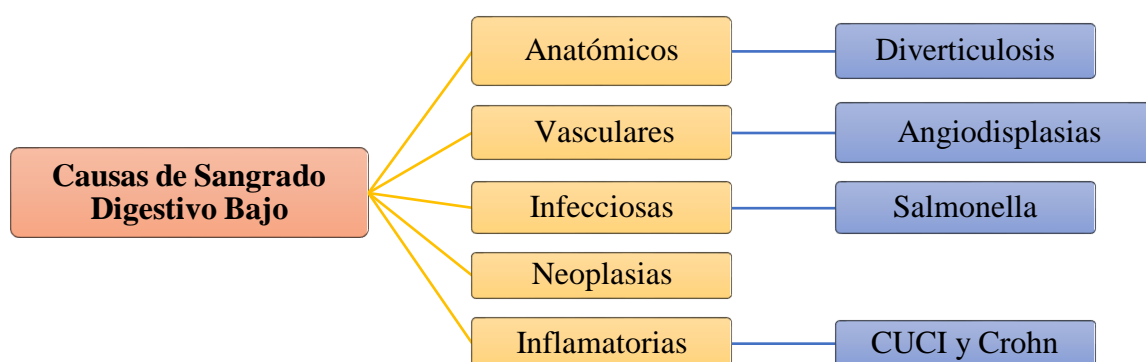 Causas de Sangrado
Digestivo Bajo
Anatómicos
Diverticulosis
Vasculares
Angiodisplasias
Infecciosas
Salmonella
Neoplasias
Inflamatorias
CUCI y Crohn